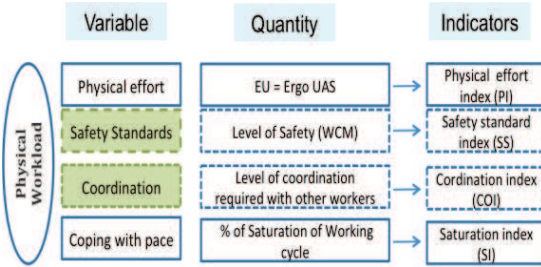 Variable
Quantity
Indicators
Physical
Workload
Physical effort
EU = Ergo UAS
Physical effort
index (PI)
Safety Standards
Level of Safety (WCM)
Safety standard
index (SS)
Coordination
Level of coordination
required with other workers
Cordination index
(COI)
Coping with pace
% of Saturation of Working
cycle
Saturation index
(SI)